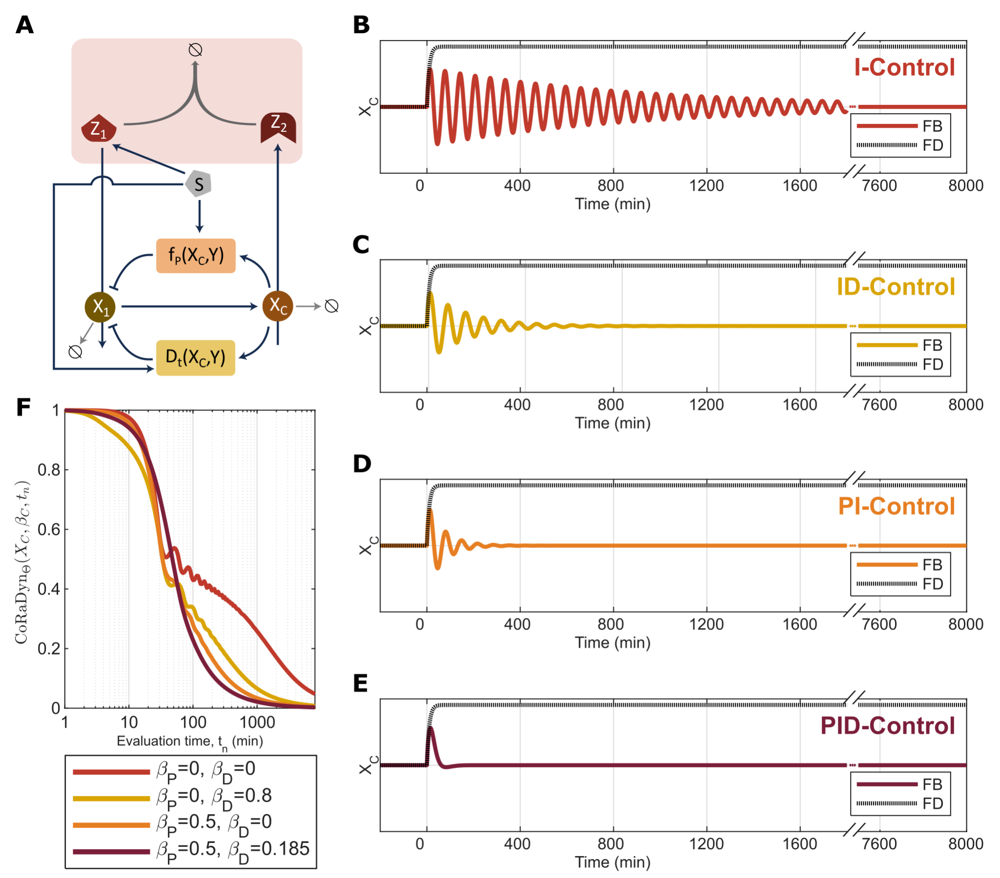 A
∅
Z1
Z2
S
fP(XC,Y)
X1
XC
∅
∅
Dt(XC,Y)
B
I-Control
XC
FB
FD
0 400 800 1200 1600 7600 8000
Time (min)
C
ID-Control
XC
FB
FD
0 400 800 1200 1600 7600 8000
Time (min)
D
PI-Control
XC
FB
FD
0 400 800 1200 1600 7600 8000
Time (min)
E
PID-Control
XC
FB
FD
0 400 800 1200 1600 7600 8000
Time (min)
F
1
0.8
0.6
0.4
0.2
0
CoRaDynΘ(XC, βC, tn)
1 10 100 1000
Evaluation time, tn (min)
βP=0, βD=0
βP=0, βD=0.8
βP=0.5, βD=0
βP=0.5, βD=0.185